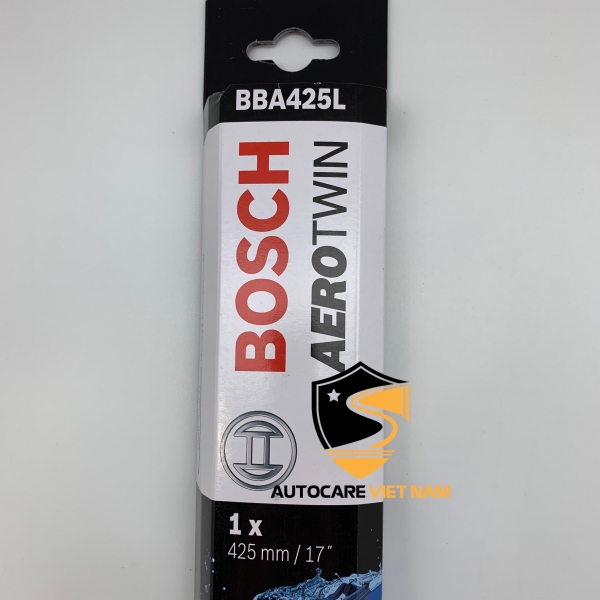 BBA425L
BOSCH
AEROTWIN
AUTOCARE VIET NAM
1 x
425 mm / 17"